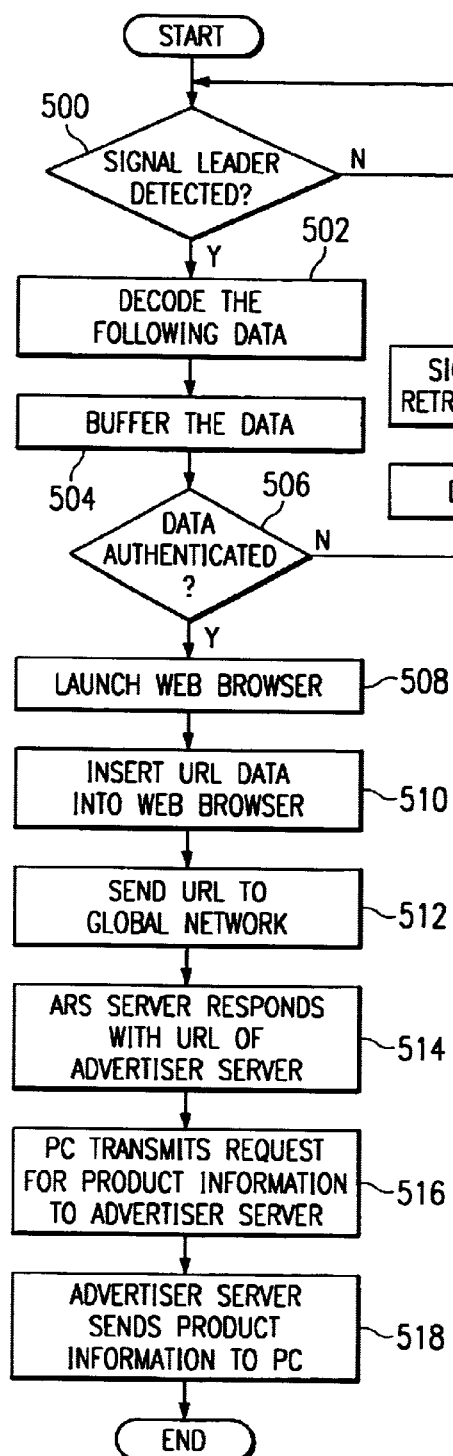 START
500
SIGNAL LEADER
DETECTED?
N
Y
502
DECODE THE
FOLLOWING DATA
BUFFER THE DATA
504
506
DATA
AUTHENTICATED
?
N
Y
LAUNCH WEB BROWSER
508
INSERT URL DATA
INTO WEB BROWSER
510
SEND URL TO
GLOBAL NETWORK
512
ARS SERVER RESPONDS
WITH URL OF
ADVERTISER SERVER
514
PC TRANSMITS REQUEST
FOR PRODUCT INFORMATION
TO ADVERTISER SERVER
516
ADVERTISER SERVER
SENDS PRODUCT
INFORMATION TO PC
518
END